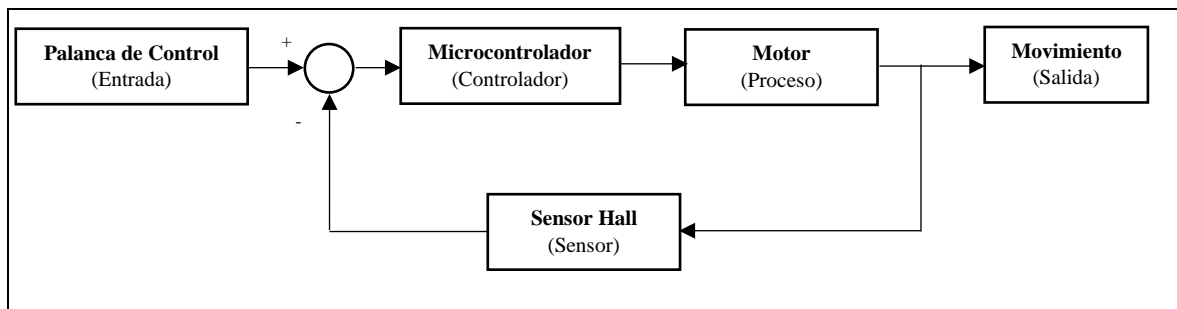 Palanca de Control
(Entrada)
+
-
Microcontrolador
(Controlador)
Motor
(Proceso)
Movimiento
(Salida)
Sensor Hall
(Sensor)